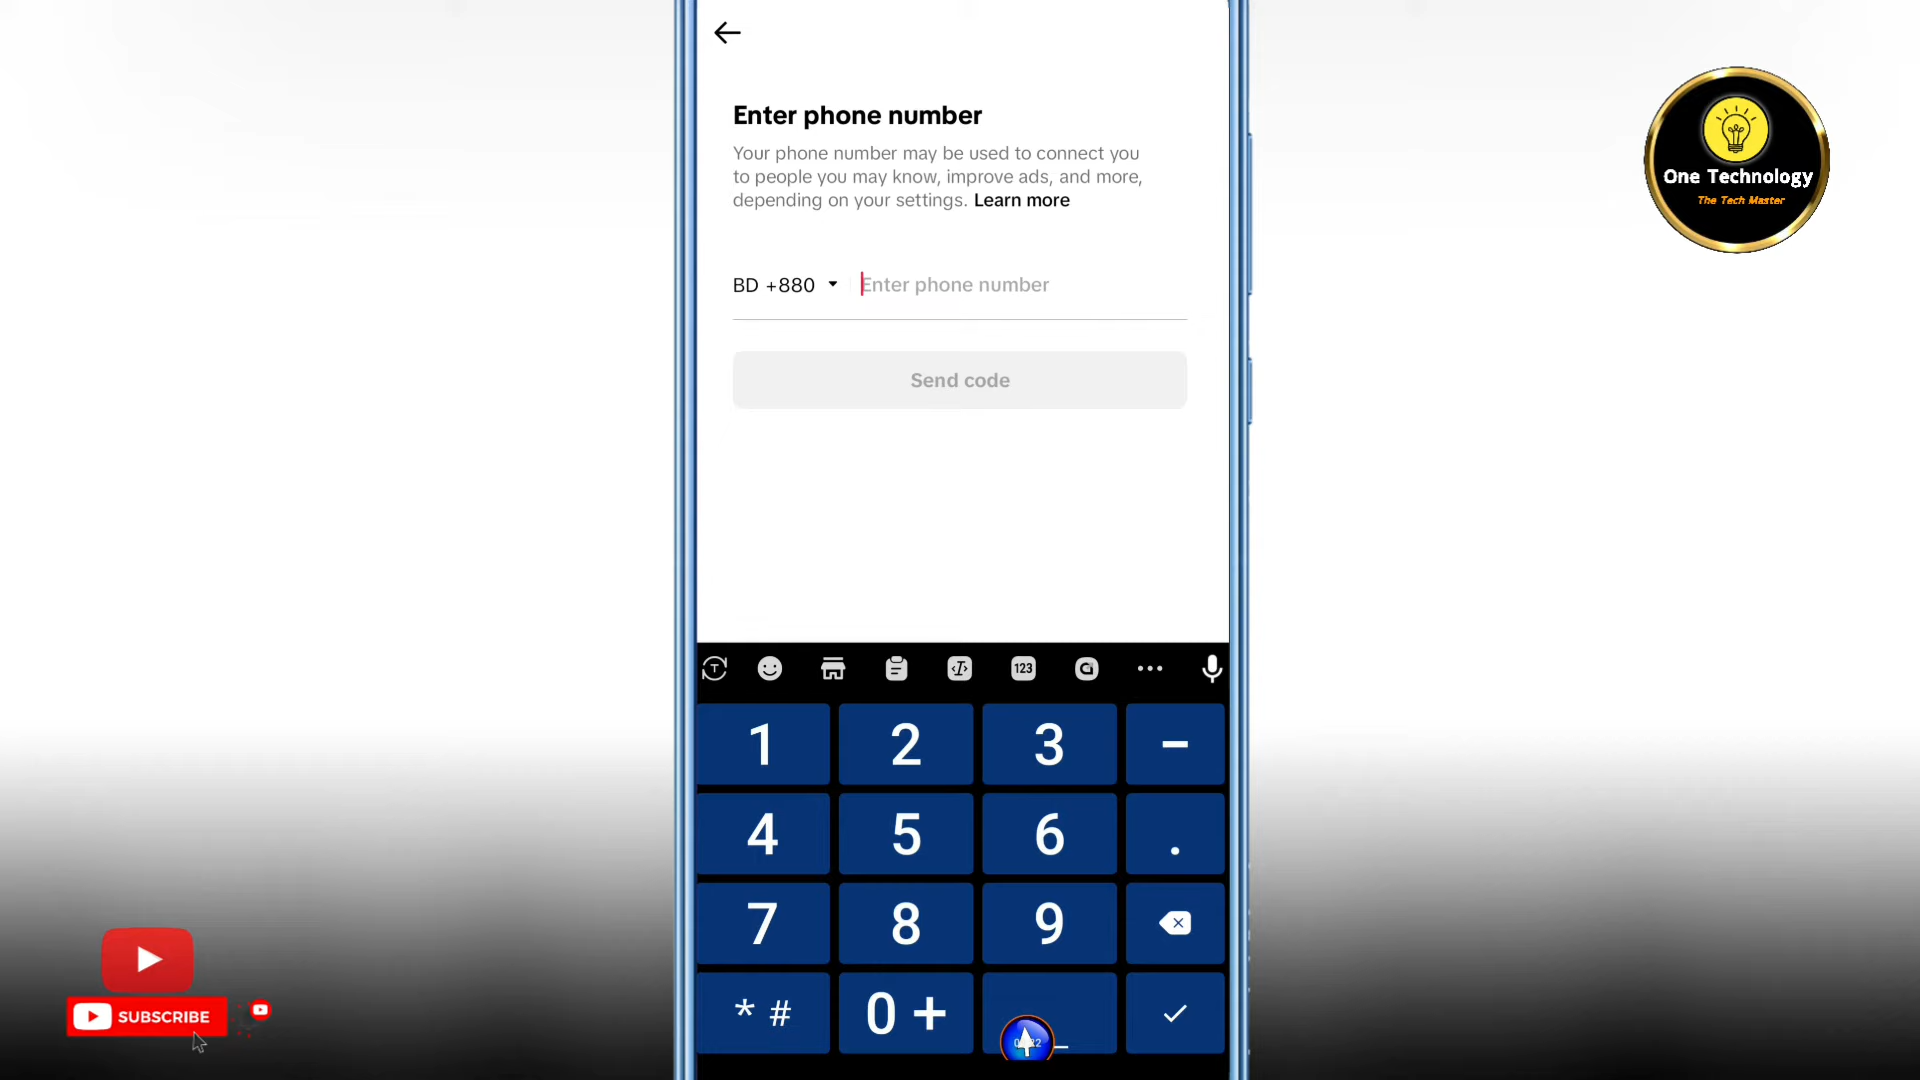 Enter phone number
Your phone number may be used to connect you
to people you may know, improve ads, and more,
depending on your settings. Learn more
BD +880
Enter phone number
Send code
One Technology
The Tech Master
123
1 2 3 -
4 5 6 .
7 8 9
* # 0 + _
SUBSCRIBE